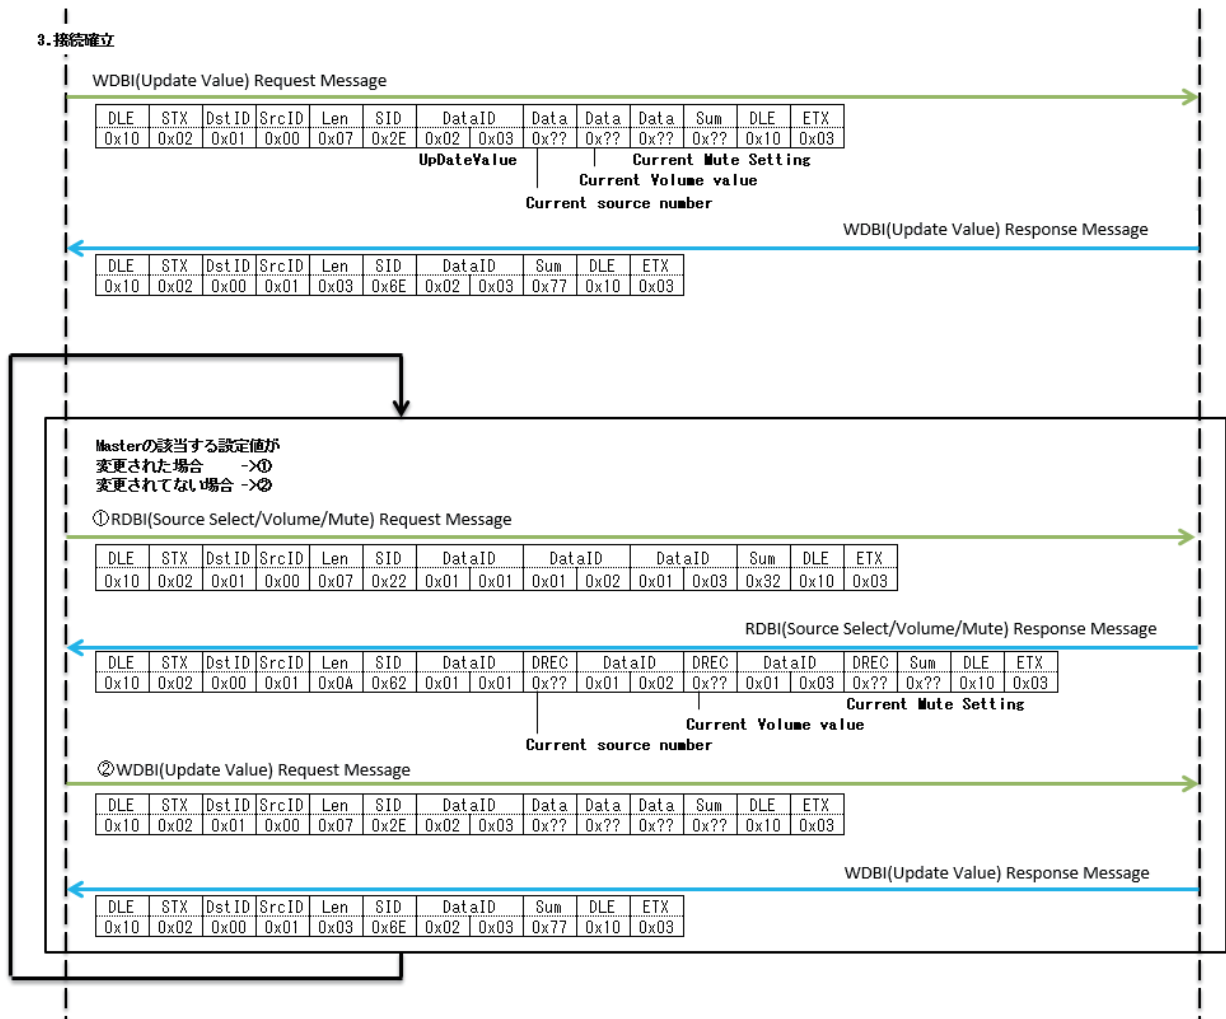 3.接続確立
WDBI(Update Value) Request Message
DLE STX DstID SrcID Len SID DataID Data Data Data Sum DLE ETX
0x10 0x02 0x01 0x00 0x07 0x2E 0x02 0x03 0x?? 0x?? 0x?? 0x?? 0x10 0x03
UpDateValue Current Mute Setting
Current Volume value
Current source number
WDBI(Update Value) Response Message
DLE STX DstID SrcID Len SID DataID Sum DLE ETX
0x10 0x02 0x00 0x01 0x03 0x6E 0x02 0x03 0x77 0x10 0x03
Masterの該当する設定値が
変更された場合 ->①
変更されてない場合 ->②
①RDBI(Source Select/Volume/Mute) Request Message
DLE STX DstID SrcID Len SID DataID DataID DataID Sum DLE ETX
0x10 0x02 0x01 0x00 0x07 0x22 0x01 0x01 0x01 0x02 0x01 0x03 0x32 0x10 0x03
RDBI(Source Select/Volume/Mute) Response Message
DLE STX DstID SrcID Len SID DataID DREC DataID DREC DataID DREC Sum DLE ETX
0x10 0x02 0x00 0x01 0x0A 0x62 0x01 0x01 0x?? 0x01 0x02 0x?? 0x01 0x03 0x?? 0x?? 0x10 0x03
Current Mute Setting
Current Volume value
Current source number
②WDBI(Update Value) Request Message
DLE STX DstID SrcID Len SID DataID Data Data Data Sum DLE ETX
0x10 0x02 0x01 0x00 0x07 0x2E 0x02 0x03 0x?? 0x?? 0x?? 0x?? 0x10 0x03
WDBI(Update Value) Response Message
DLE STX DstID SrcID Len SID DataID Sum DLE ETX
0x10 0x02 0x00 0x01 0x03 0x6E 0x02 0x03 0x77 0x10 0x03